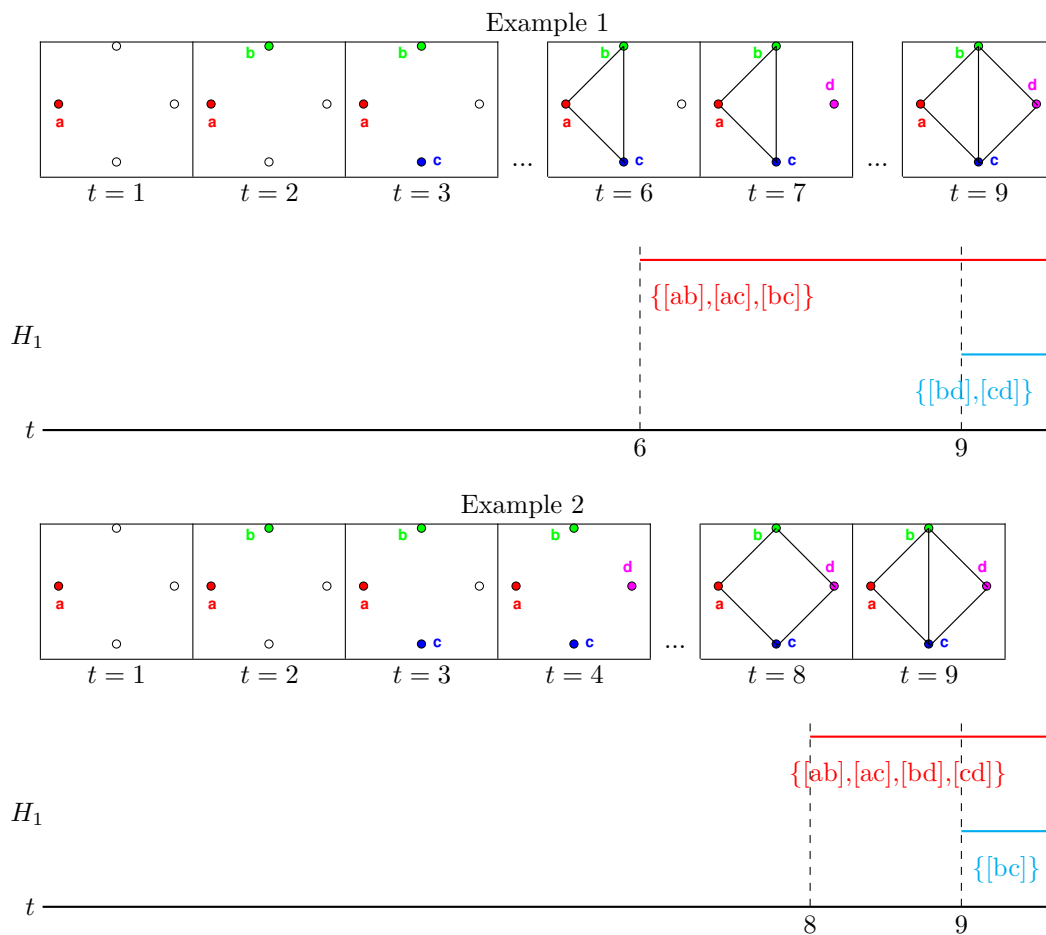 Example 1
b b b b b
d d
a a a a a a
c c c c
... ...
t = 1 t = 2 t = 3 t = 6 t = 7 t = 9
{[ab],[ac],[bc]}
H1
{[bd],[cd]}
t
6 9
Example 2
b b b b b
d d d
a a a a a a
c c c c
...
t = 1 t = 2 t = 3 t = 4 t = 8 t = 9
{[ab],[ac],[bd],[cd]}
H1
{[bc]}
t
8 9